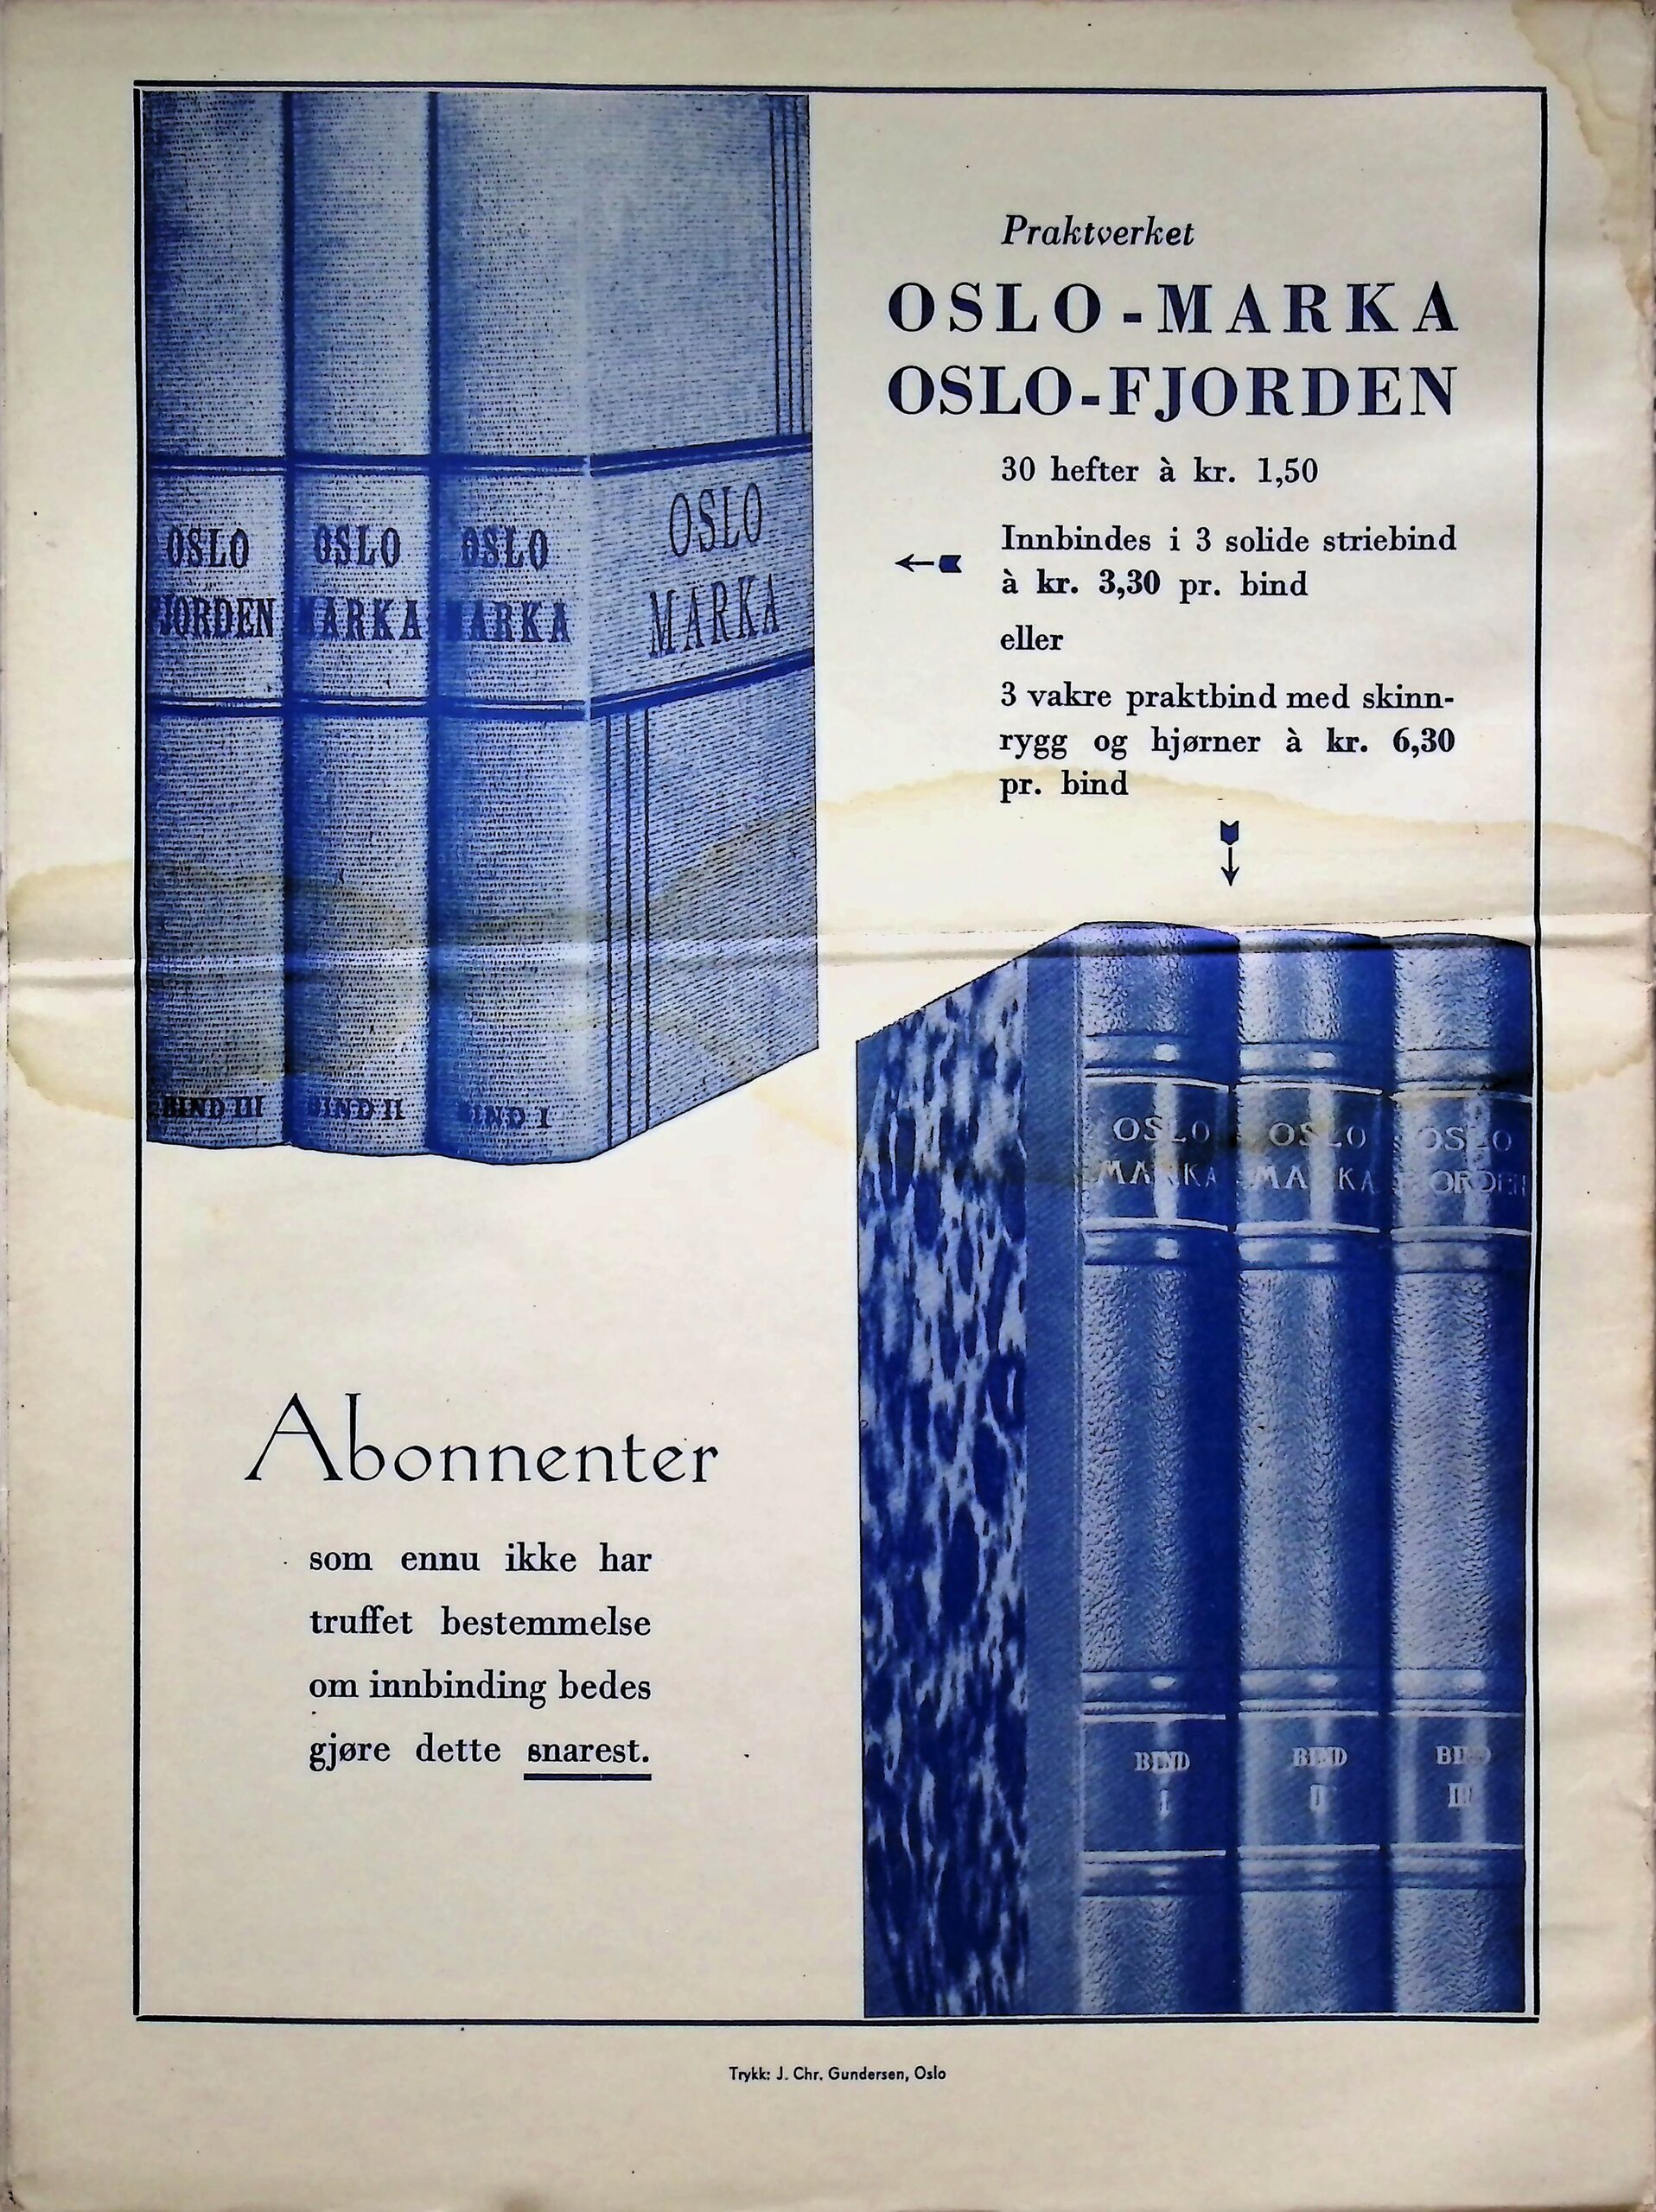 Praktverket
OSLO-MARKA
OSLO-FJORDEN
30 hefter à kr. 1,50
Innbindes i 3 solide striebind
à kr. 3,30 pr. bind
eller
3 vakre praktbind med skinn-
rygg og hjørner à kr. 6,30
pr. bind
OSLO
FJORDEN
BIND III
OSLO
MARKA
BIND II
OSLO
MARKA
BIND I
OSLO
MARKA
OSLO
MARKA
BIND
I
OSLO
MARKA
BIND
II
OSLO
FJORDEN
BIND
III
Abonnenter
som ennu ikke har
truffet bestemmelse
om innbinding bedes
gjøre dette snarest.
Trykk: J. Chr. Gundersen, Oslo